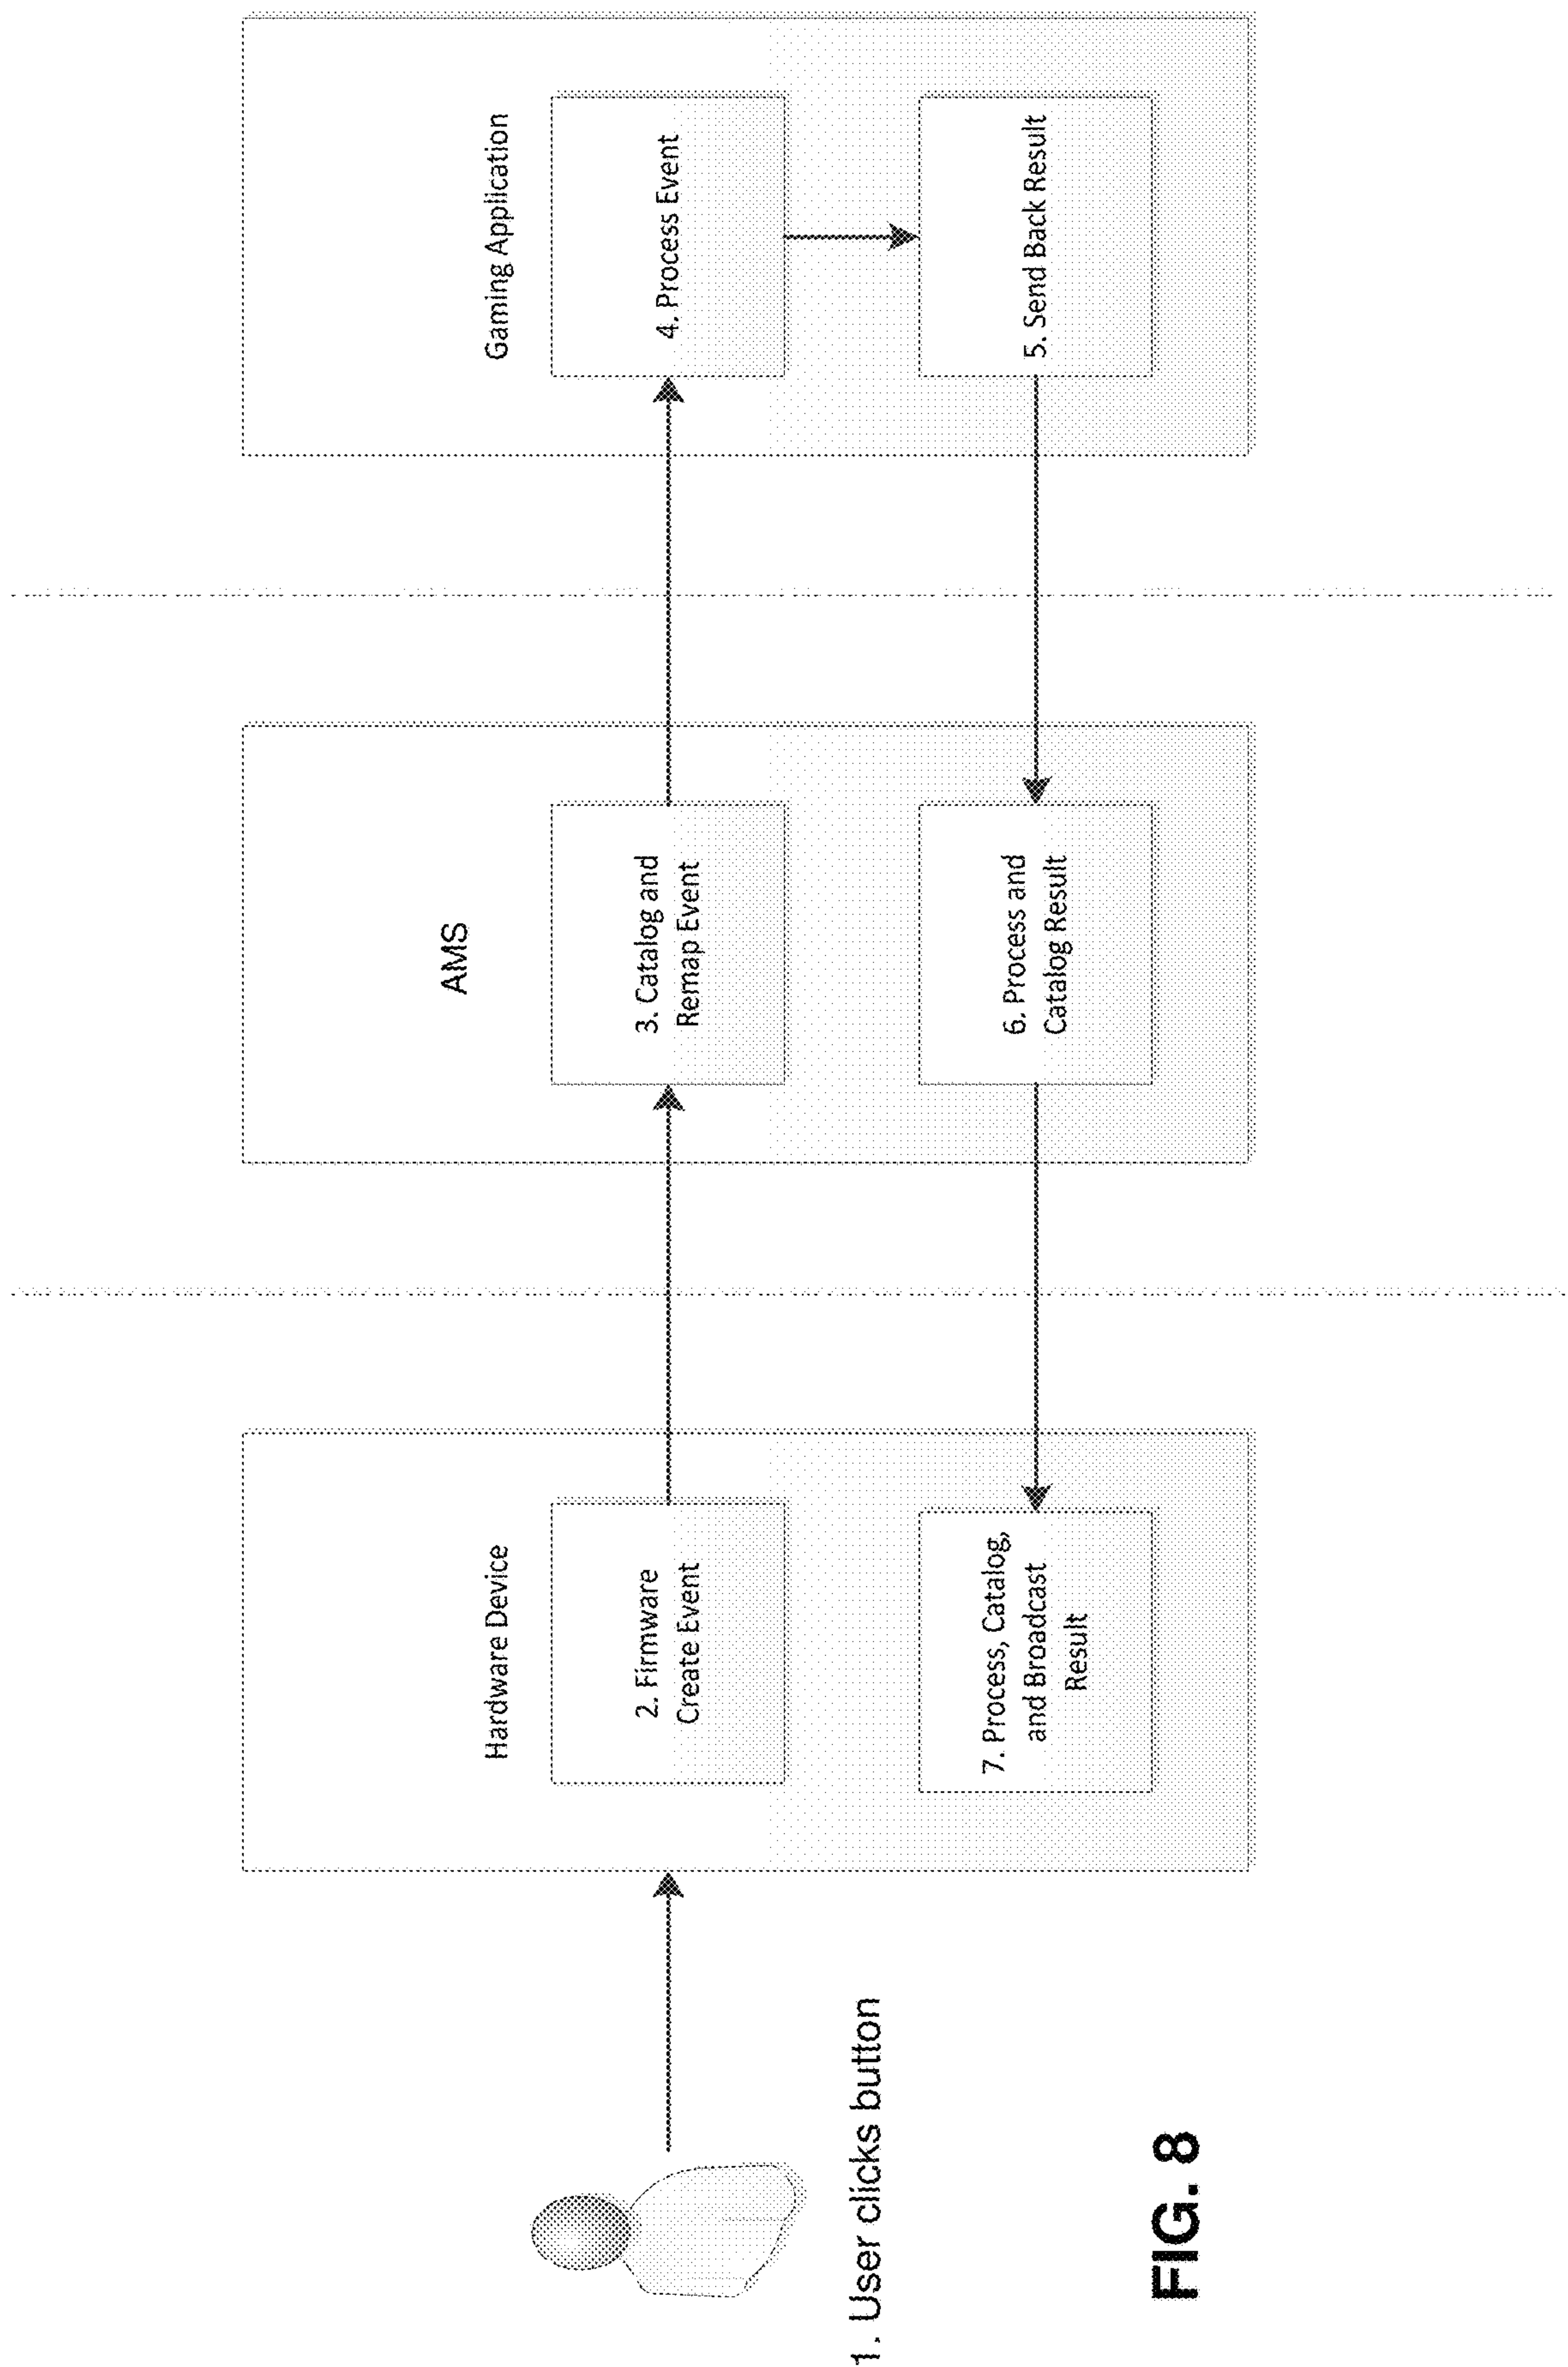 Hardware Device
AMS
Gaming Application
1. User clicks button
2. Firmware
Create Event
3. Catalog and
Remap Event
4. Process Event
5. Send Back Result
6. Process and
Catalog Result
7. Process, Catalog,
and Broadcast
Result
FIG. 8